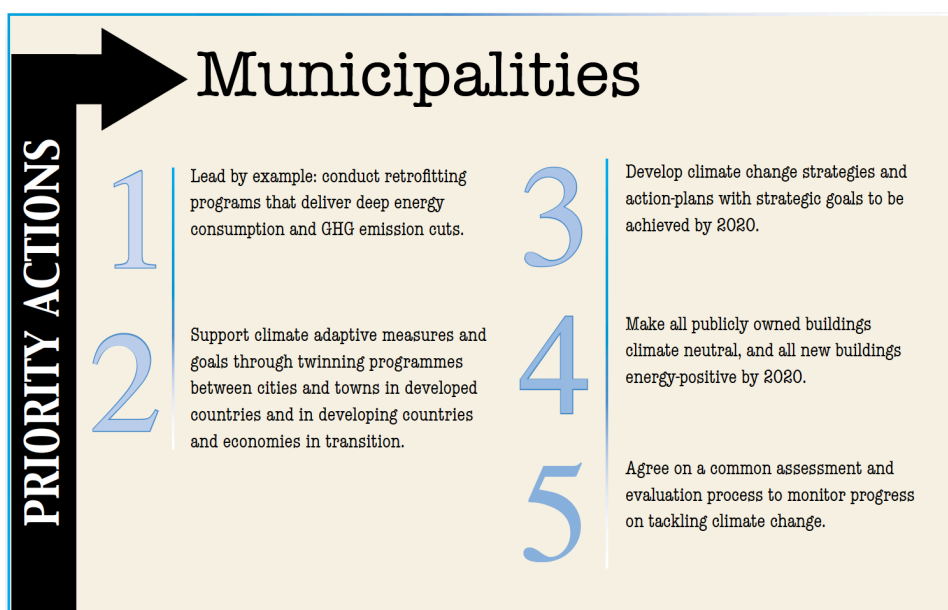 PRIORITY ACTIONS
Municipalities
1
Lead by example: conduct retrofitting
programs that deliver deep energy
consumption and GHG emission cuts.
2
Support climate adaptive measures and
goals through twinning programmes
between cities and towns in developed
countries and in developing countries
and economies in transition.
3
Develop climate change strategies and
action-plans with strategic goals to be
achieved by 2020.
4
Make all publicly owned buildings
climate neutral, and all new buildings
energy-positive by 2020.
5
Agree on a common assessment and
evaluation process to monitor progress
on tackling climate change.